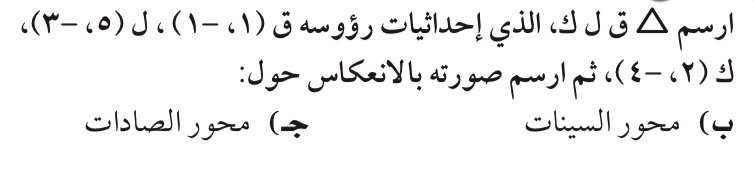 ارسم △ ق ل ك، الذي إحداثيات رؤوسه ق (١، -١)، ل (٥، -٣)،
ك (٢، -٤)، ثم ارسم صورته بالانعكاس حول:
ب) محور السينات جـ) محور الصادات